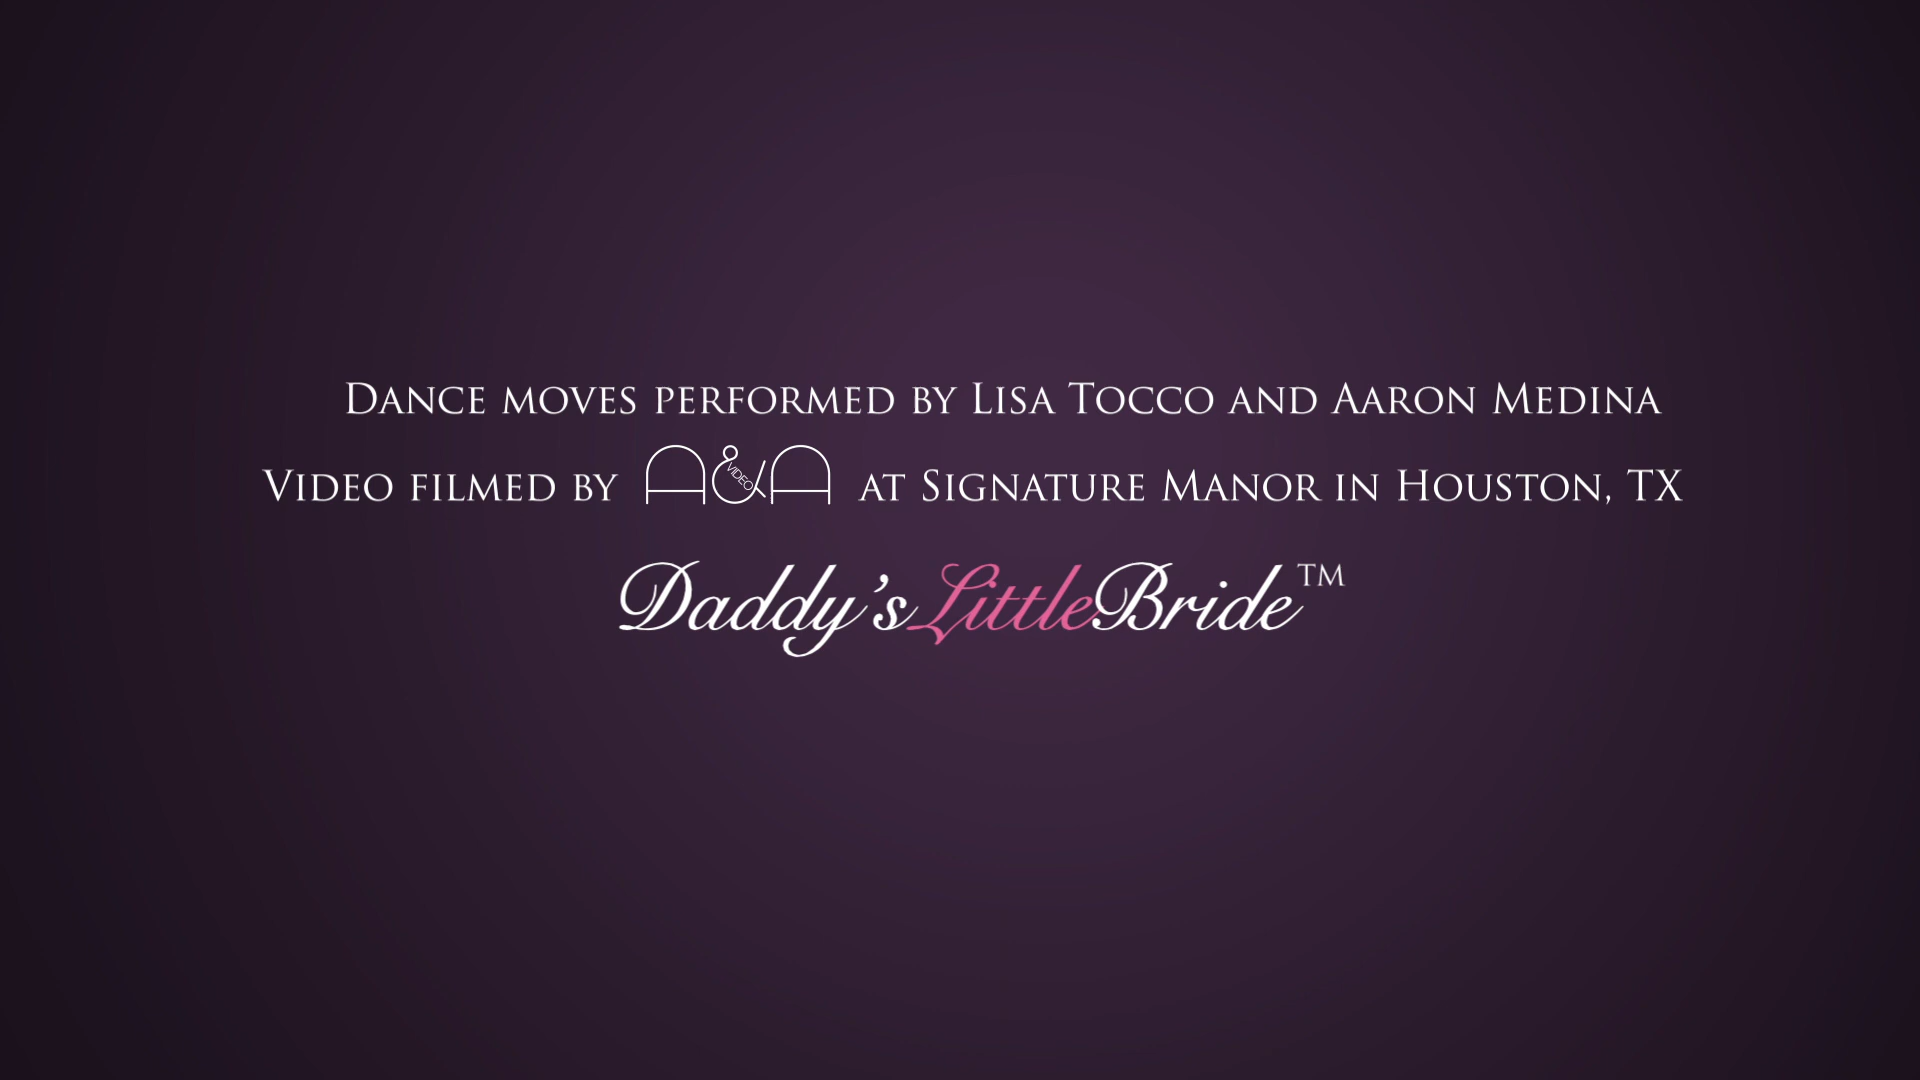 Dance moves performed by Lisa Tocco and Aaron Medina
Video filmed by A&A VIDEO at Signature Manor in Houston, TX
Daddy's Little Bride™